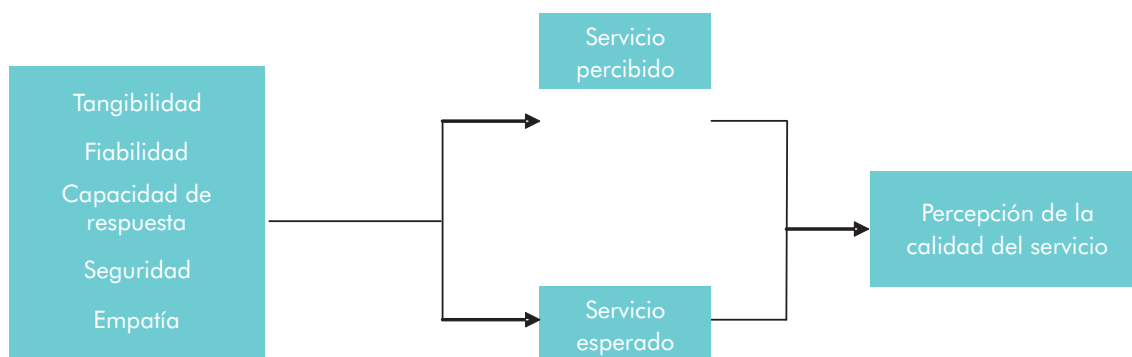 Tangibilidad
Fiabilidad
Capacidad de
respuesta
Seguridad
Empatía
Servicio
percibido
Servicio
esperado
Percepción de la
calidad del servicio